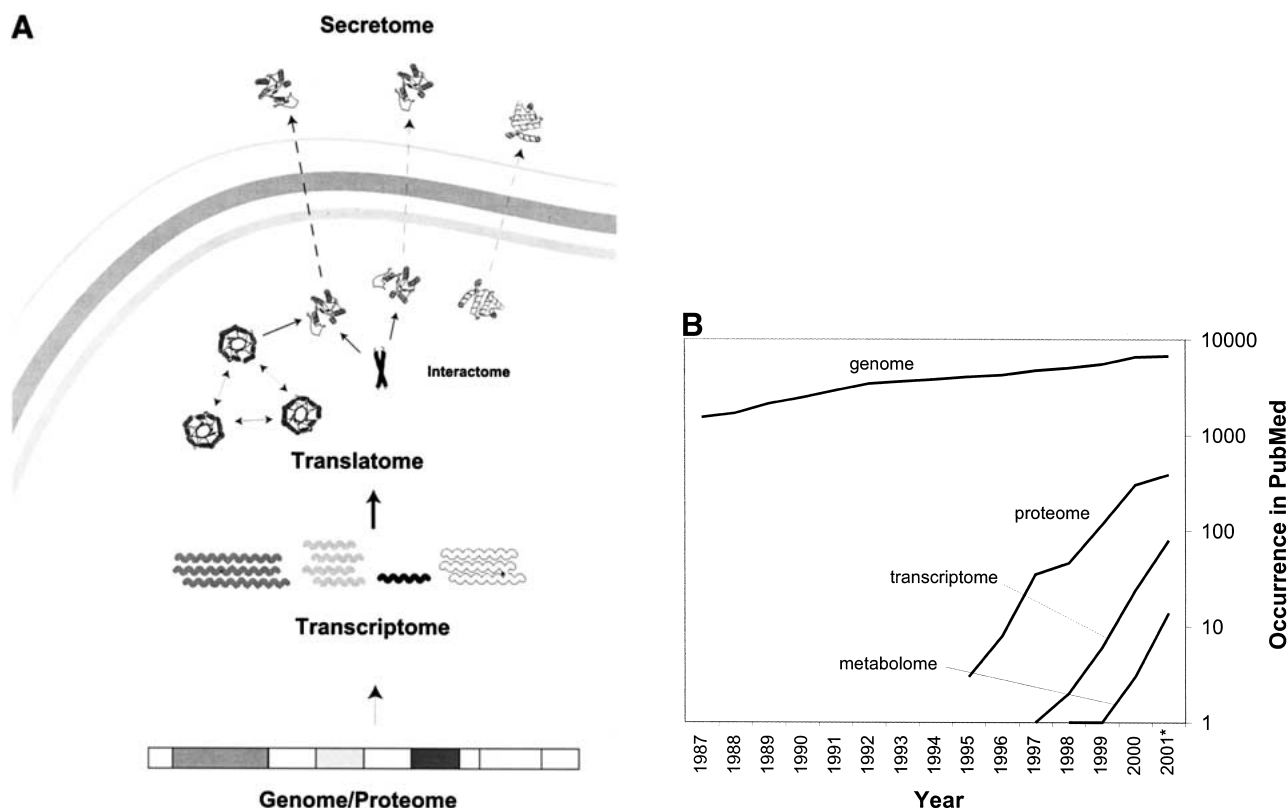 A
Secretome
Interactome
Translatome
Transcriptome
Genome/Proteome
B
genome
proteome
transcriptome
metabolome
10000
1000
100
10
1
Occurrence in PubMed
1987
1988
1989
1990
1991
1992
1993
1994
1995
1996
1997
1998
1999
2000
2001*
Year